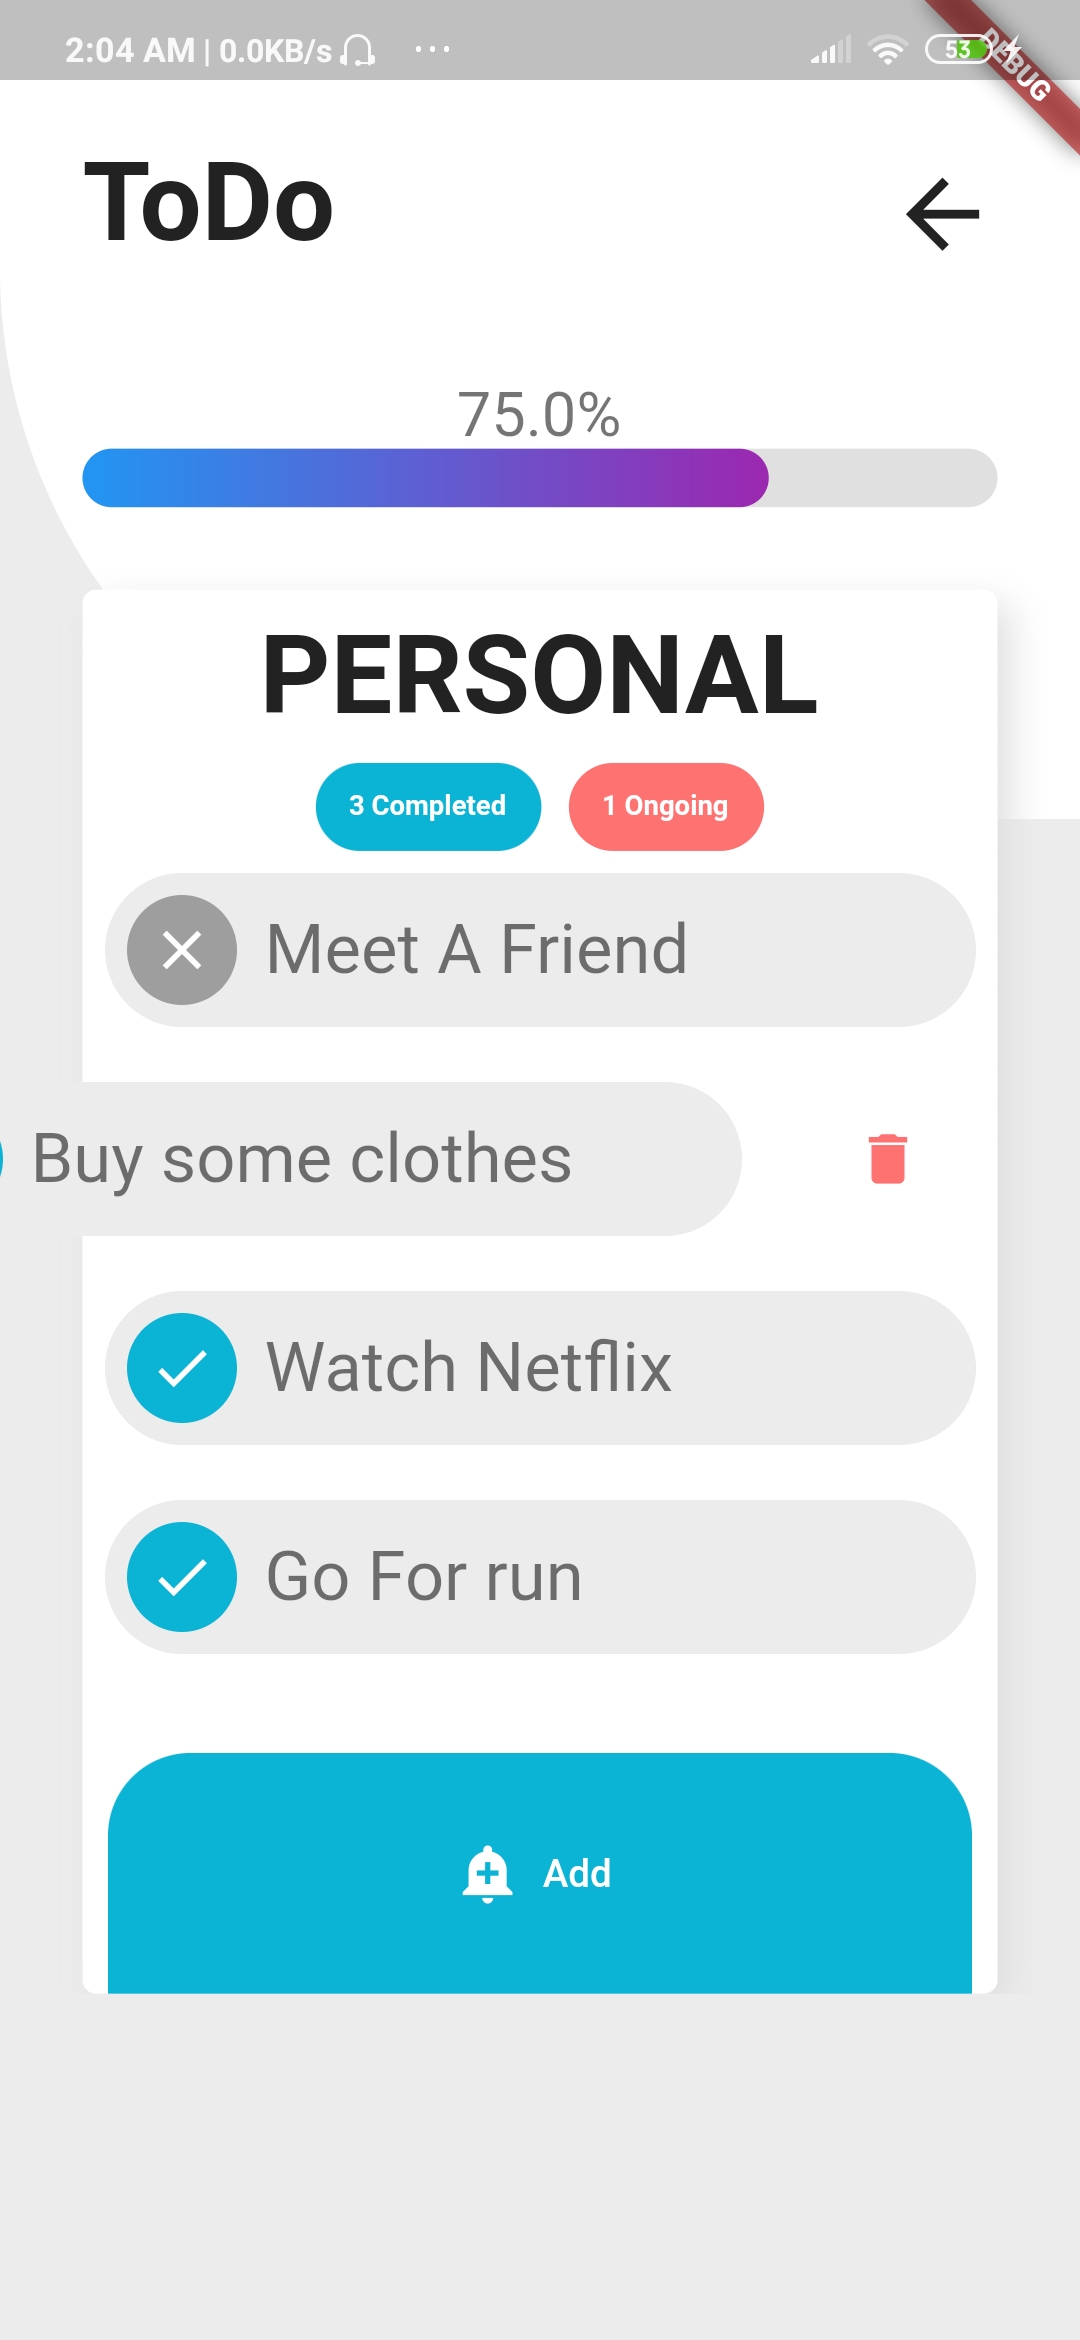 2:04 AM | 0.0KB/s ... 53
DEBUG
ToDo
75.0%
PERSONAL
3 Completed 1 Ongoing
Meet A Friend
Buy some clothes
Watch Netflix
Go For run
Add